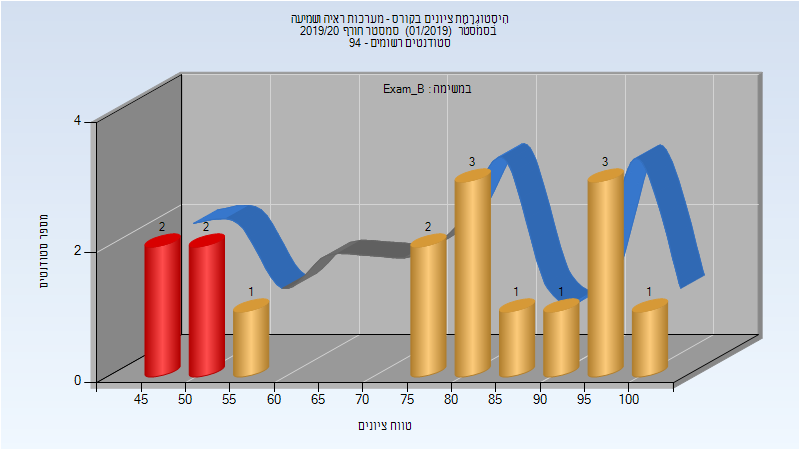 היסטוגרמת ציונים בקורס - מערכות ראיה ושמיעה
בסמסטר (01/2019) סמסטר חורף 2019/20
סטודנטים רשומים - 94
במשימה : Exam_B
מספר סטודנטים
4
2
0
2
2
1
2
3
1
1
3
1
45 50 55 60 65 70 75 80 85 90 95 100
טווח ציונים